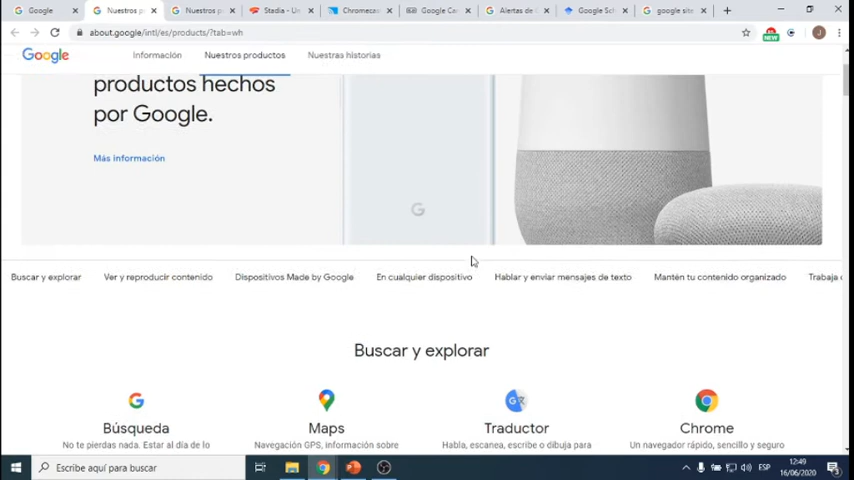 Google
Nuestros p
Nuestros p
Stadia - Un
Chromecas
Google Ca
Alertas de
Google Sch
google site
about.google/intl/es/products/?tab=wh
NEW
J
Google
Información
Nuestros productos
Nuestras historias
productos hechos
por Google.
Más información
G
Buscar y explorar
Ver y reproducir contenido
Dispositivos Made by Google
En cualquier dispositivo
Hablar y enviar mensajes de texto
Mantén tu contenido organizado
Trabaja
Buscar y explorar
Búsqueda
Maps
Traductor
Chrome
No te pierdas nada. Estar al día de lo
Navegación GPS, información sobre
Habla, escanea, escribe o dibuja para
Un navegador rápido, sencillo y seguro
Escribe aquí para buscar
ESP
12:49
16/06/2020
3